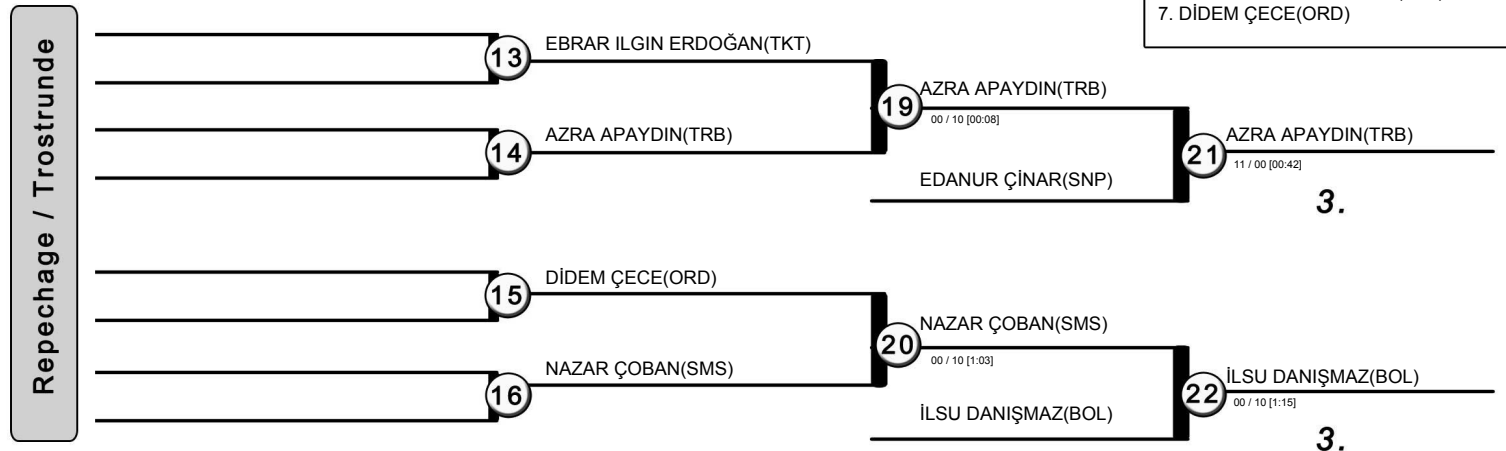 7. DİDEM ÇECE(ORD)
Repechage / Trostrunde
13
EBRAR ILGIN ERDOĞAN(TKT)
19
AZRA APAYDIN(TRB)
00 / 10 [00:08]
14
AZRA APAYDIN(TRB)
21
AZRA APAYDIN(TRB)
11 / 00 [00:42]
EDANUR ÇİNAR(SNP)
3.
15
DİDEM ÇECE(ORD)
20
NAZAR ÇOBAN(SMS)
00 / 10 [1:03]
16
NAZAR ÇOBAN(SMS)
22
İLSU DANIŞMAZ(BOL)
00 / 10 [1:15]
İLSU DANIŞMAZ(BOL)
3.